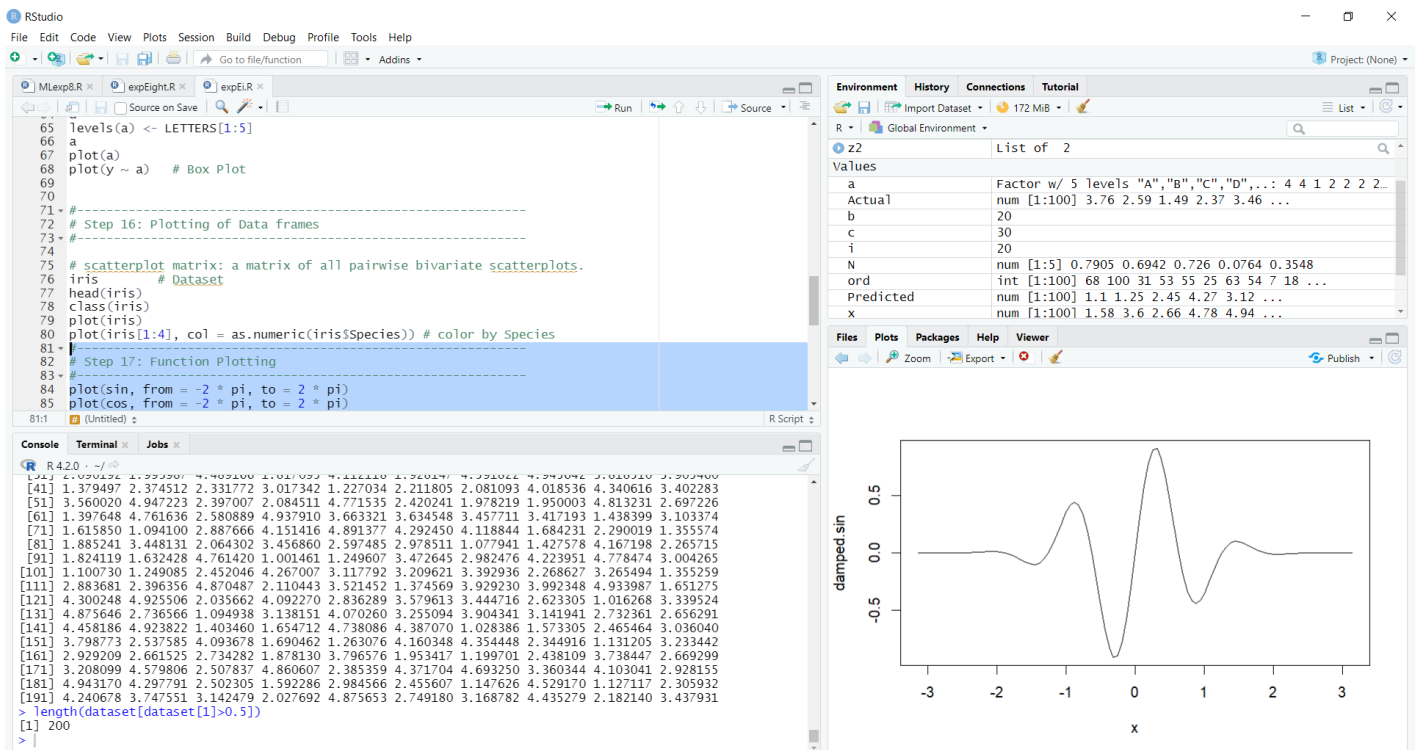 RStudio
File Edit Code View Plots Session Build Debug Profile Tools Help
Go to file/function
Addins
Project: (None)
MLexp8.R
expEight.R
expEi.R
Source on Save
Run
Source
65 levels(a) <- LETTERS[1:5]
66 a
67 plot(a)
68 plot(y ~ a) # Box Plot
69
70
71 #----------------------------------------------------------
72 # Step 16: Plotting of Data frames
73 #----------------------------------------------------------
74
75 # scatterplot matrix: a matrix of all pairwise bivariate scatterplots.
76 iris # Dataset
77 head(iris)
78 class(iris)
79 plot(iris)
80 plot(iris[1:4], col = as.numeric(iris$Species)) # color by Species
81 #----------------------------------------------------------
82 # Step 17: Function Plotting
83 #----------------------------------------------------------
84 plot(sin, from = -2 * pi, to = 2 * pi)
85 plot(cos, from = -2 * pi, to = 2 * pi)
81:1 # (Untitled) R Script
Console Terminal Jobs
R 4.2.0 · ~/
[41] 1.379497 2.374512 2.331772 3.017342 1.227034 2.211805 2.081093 4.018536 4.340616 3.402283
[51] 3.560020 4.947223 2.397007 2.084511 4.771535 2.420241 1.978219 1.950003 4.813231 2.697226
[61] 1.397648 4.761636 2.580889 4.937910 3.663321 3.634548 3.457711 3.417193 1.438399 3.103374
[71] 1.615850 1.094100 2.887666 4.151416 4.891377 4.292450 4.118844 1.684231 2.290019 1.355574
[81] 1.885241 3.448131 2.064302 3.456860 2.597485 2.978511 1.077941 1.427578 4.167198 2.265715
[91] 1.824119 1.632428 4.761420 1.001461 1.249607 3.472645 2.982476 4.223951 4.778474 3.004265
[101] 1.100730 1.249085 2.452046 4.267007 3.117792 3.209621 3.392936 2.268627 3.265494 1.355259
[111] 2.883681 2.396356 4.870487 2.110443 3.521452 1.374569 3.929230 3.992348 4.933987 1.651275
[121] 4.300248 4.925506 2.035662 4.092270 2.836289 3.579613 3.444716 2.623305 1.016268 3.339524
[131] 4.875646 2.736566 1.094938 3.138151 4.070260 3.255094 3.904341 3.141941 2.732361 2.656291
[141] 4.458186 4.923822 1.403460 1.654712 4.738086 4.387070 1.028386 1.573305 2.465464 3.036040
[151] 3.798773 2.537585 4.093678 1.690462 1.263076 4.160348 4.354448 2.344916 1.131205 3.233442
[161] 2.929209 2.661525 2.734282 1.878130 3.796576 1.953417 1.199701 2.438109 3.738447 2.669299
[171] 3.208099 4.579806 2.507837 4.860607 2.385359 4.371704 4.693250 3.360344 4.103041 2.928155
[181] 4.943170 4.297791 2.502305 1.592286 2.984566 2.455607 1.147626 4.529170 1.127117 2.305932
[191] 4.240678 3.747551 3.142479 2.027692 4.875653 2.749180 3.168782 4.435279 2.182140 3.437931
> length(dataset[dataset[1]>0.5])
[1] 200
>
Environment History Connections Tutorial
Import Dataset 172 MiB List
R Global Environment
z2 List of 2
Values
a Factor w/ 5 levels "A","B","C","D",..: 4 4 1 2 2 2 2…
Actual num [1:100] 3.76 2.59 1.49 2.37 3.46 ...
b 20
c 30
i 20
N num [1:5] 0.7905 0.6942 0.726 0.0764 0.3548
ord int [1:100] 68 100 31 53 55 25 63 54 7 18 ...
Predicted num [1:100] 1.1 1.25 2.45 4.27 3.12 ...
x num [1:100] 1.58 3.6 2.66 4.78 4.94 ...
Files Plots Packages Help Viewer
Zoom Export Publish
damped.sin
0.5
0.0
-0.5
-3 -2 -1 0 1 2 3
x